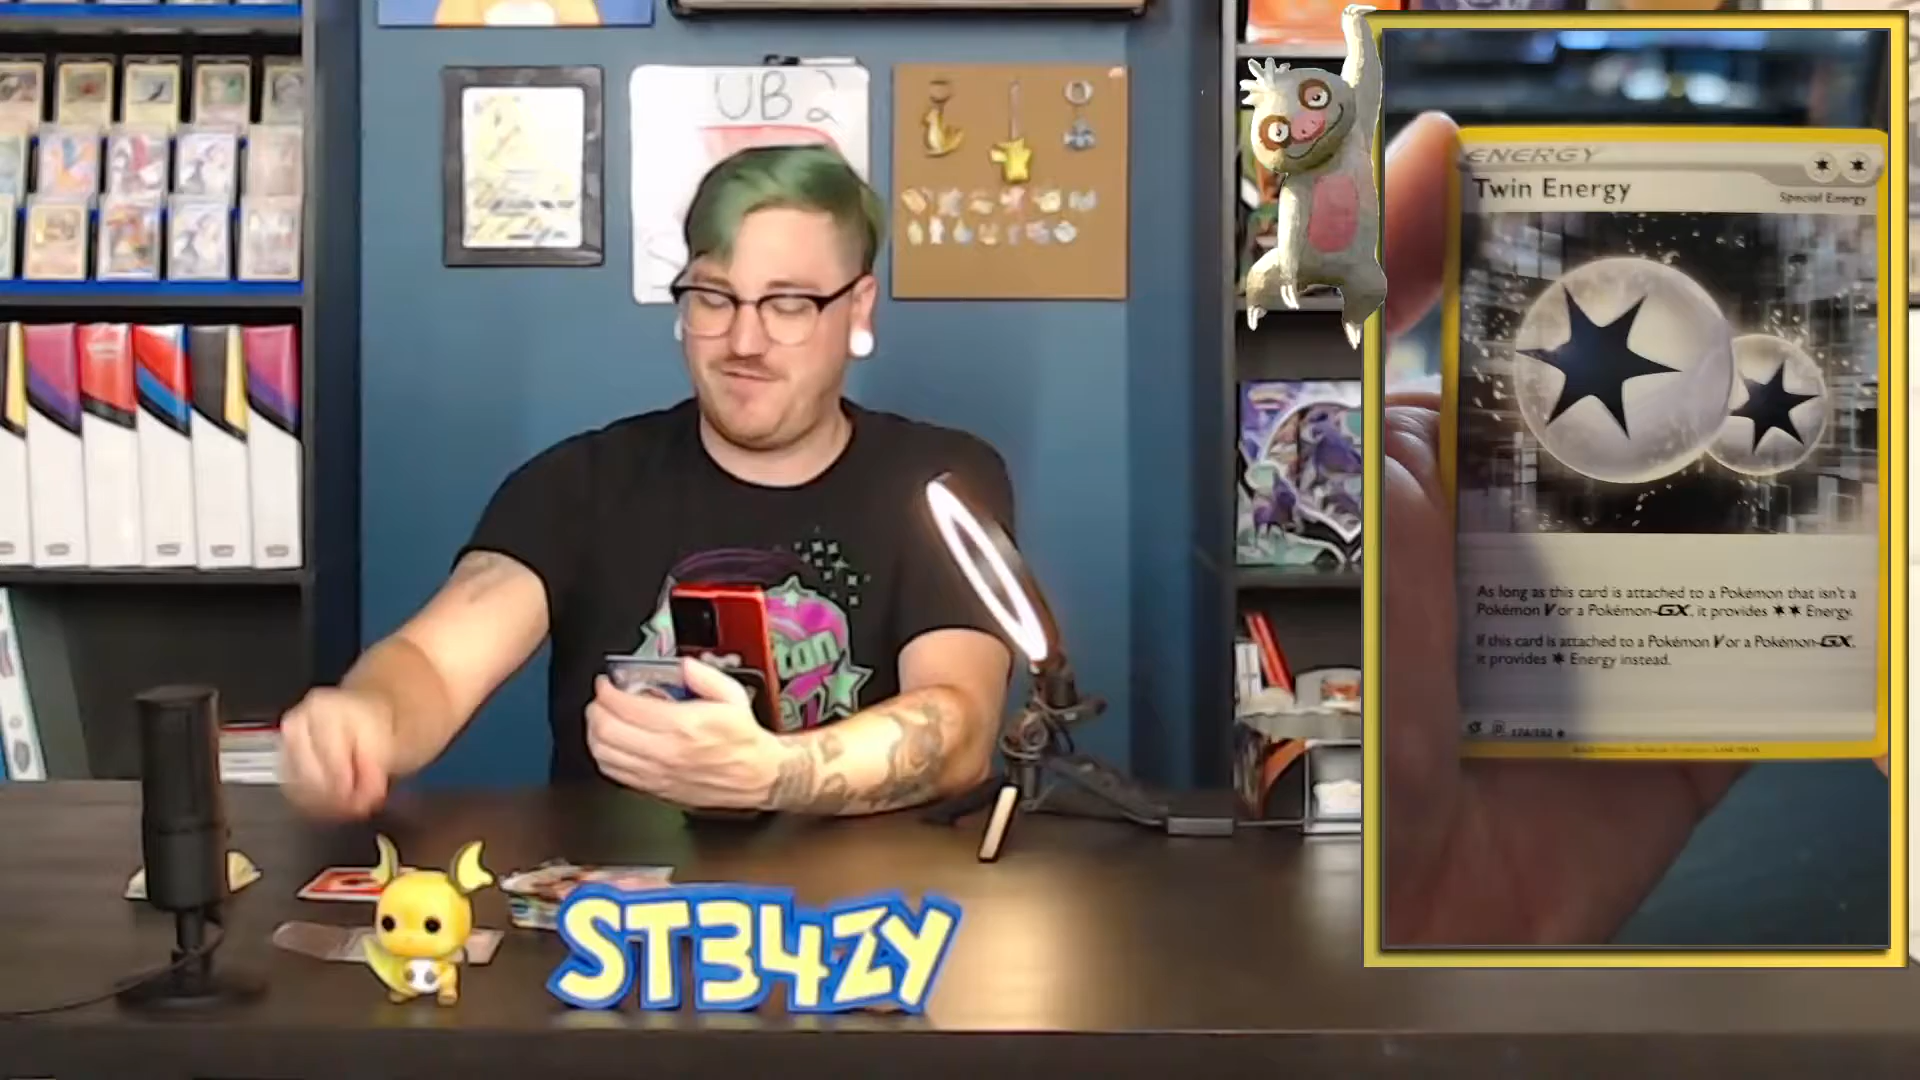 UB
ENERGY
Twin Energy
Special Energy
As long as this card is attached to a Pokémon that isn't a
Pokémon V or a Pokémon-GX, it provides Energy.
If this card is attached to a Pokémon V or a Pokémon-GX,
it provides Energy instead.
ton
ST34ZY